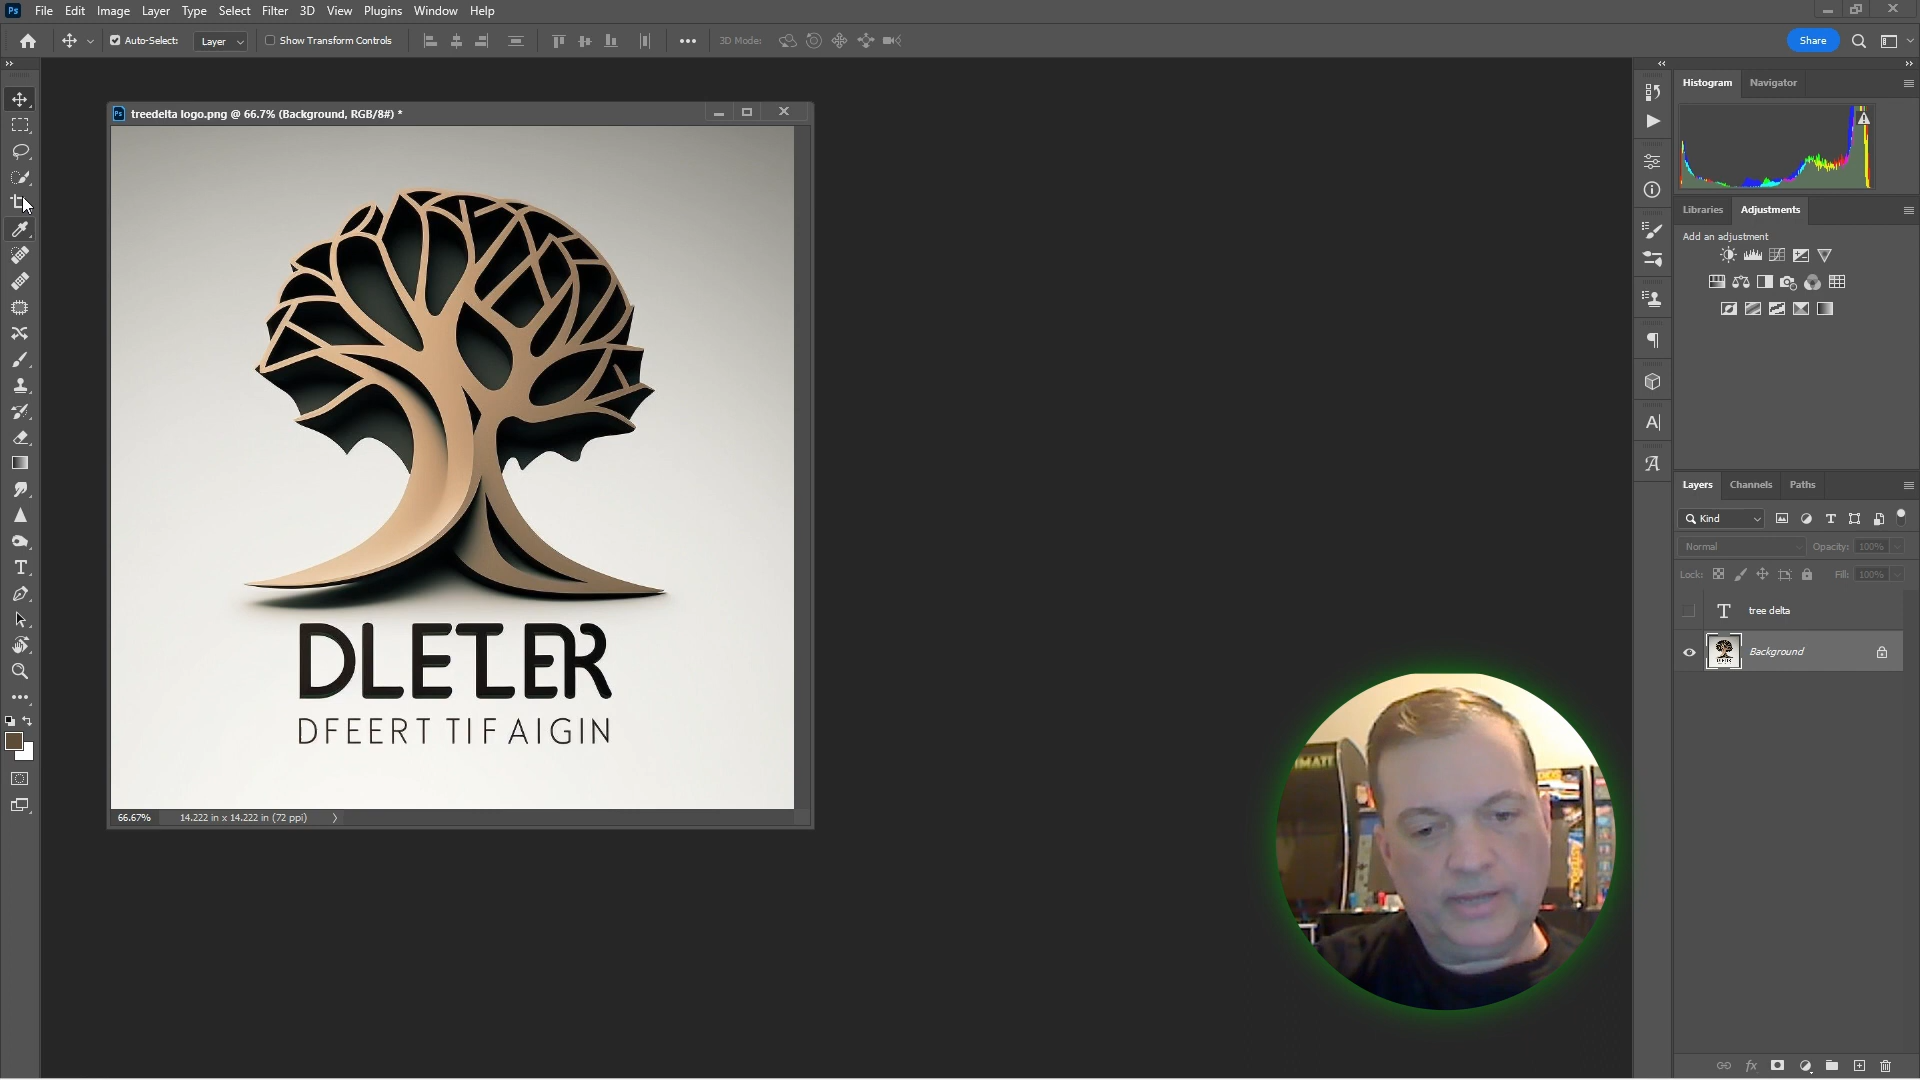 Ps File Edit Image Layer Type Select Filter 3D View Plugins Window Help
Auto-Select: Layer Show Transform Controls 3D Mode: Share
Ps treedelta logo.png @ 66.7% (Background, RGB/8#) *
DLETER
DFEERT TIFAIGIN
66.67% 14.222 in x 14.222 in (72 ppi)
Histogram Navigator
Libraries Adjustments
Add an adjustment
Layers Channels Paths
Kind
Normal Opacity: 100%
Lock: Fill: 100%
T tree delta
Background